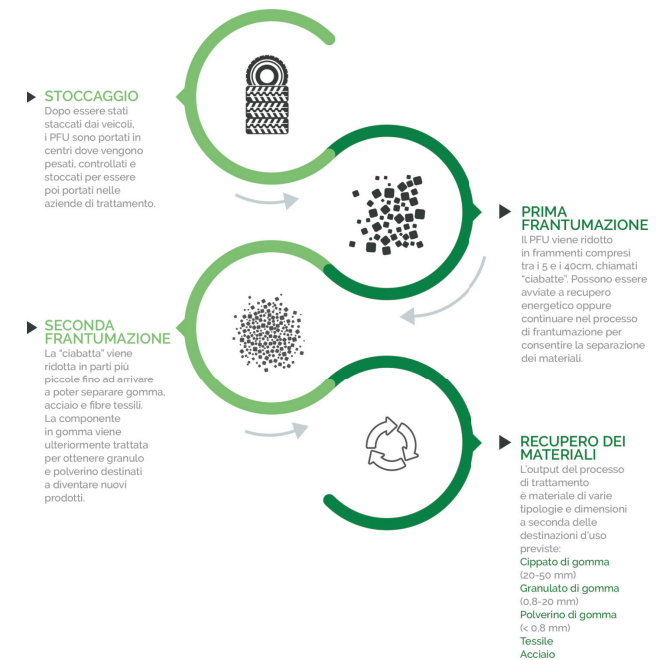 STOCCAGGIO
Dopo essere stati
staccati dai veicoli,
i PFU sono portati in
centri dove vengono
pesati, controllati e
stoccati per essere
poi portati nelle
aziende di trattamento.
PRIMA
FRANTUMAZIONE
Il PFU viene ridotto
in frammenti compresi
tra i 5 e i 40cm, chiamati
“ciabatte”. Possono essere
avviate a recupero
energetico oppure
continuare nel processo
di frantumazione per
consentire la separazione
dei materiali.
SECONDA
FRANTUMAZIONE
La “ciabatta” viene
ridotta in parti più
piccole fino ad arrivare
a poter separare gomma,
acciaio e fibre tessili.
La componente
in gomma viene
ulteriormente trattata
per ottenere granulo
e polverino destinati
a diventare nuovi
prodotti.
RECUPERO DEI
MATERIALI
L’output del processo
di trattamento
è materiale di varie
tipologie e dimensioni
a seconda delle
destinazioni d’uso
previste:
Cippato di gomma
(20-50 mm)
Granulato di gomma
(0,8-20 mm)
Polverino di gomma
(< 0,8 mm)
Tessile
Acciaio